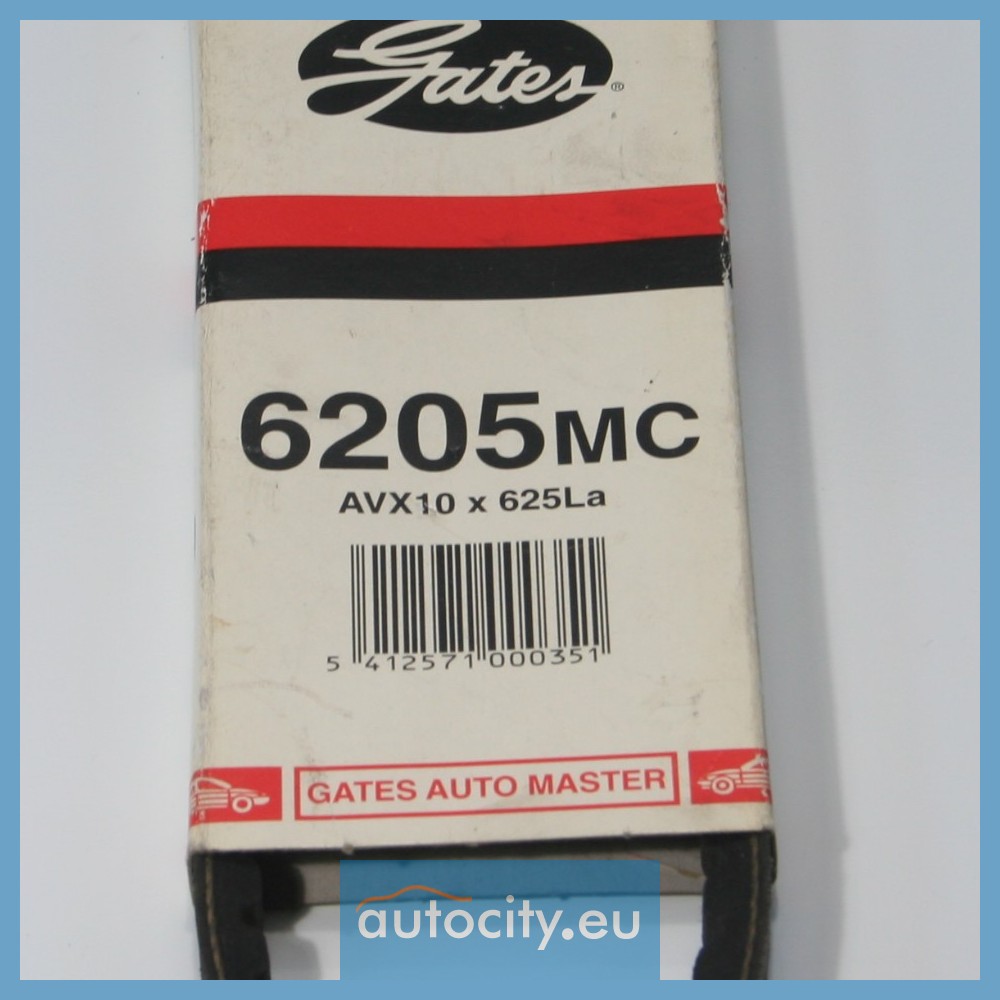 Gates®
6205MC
AVX10 x 625La
5 412571 000351
GATES AUTO MASTER
autocity.eu